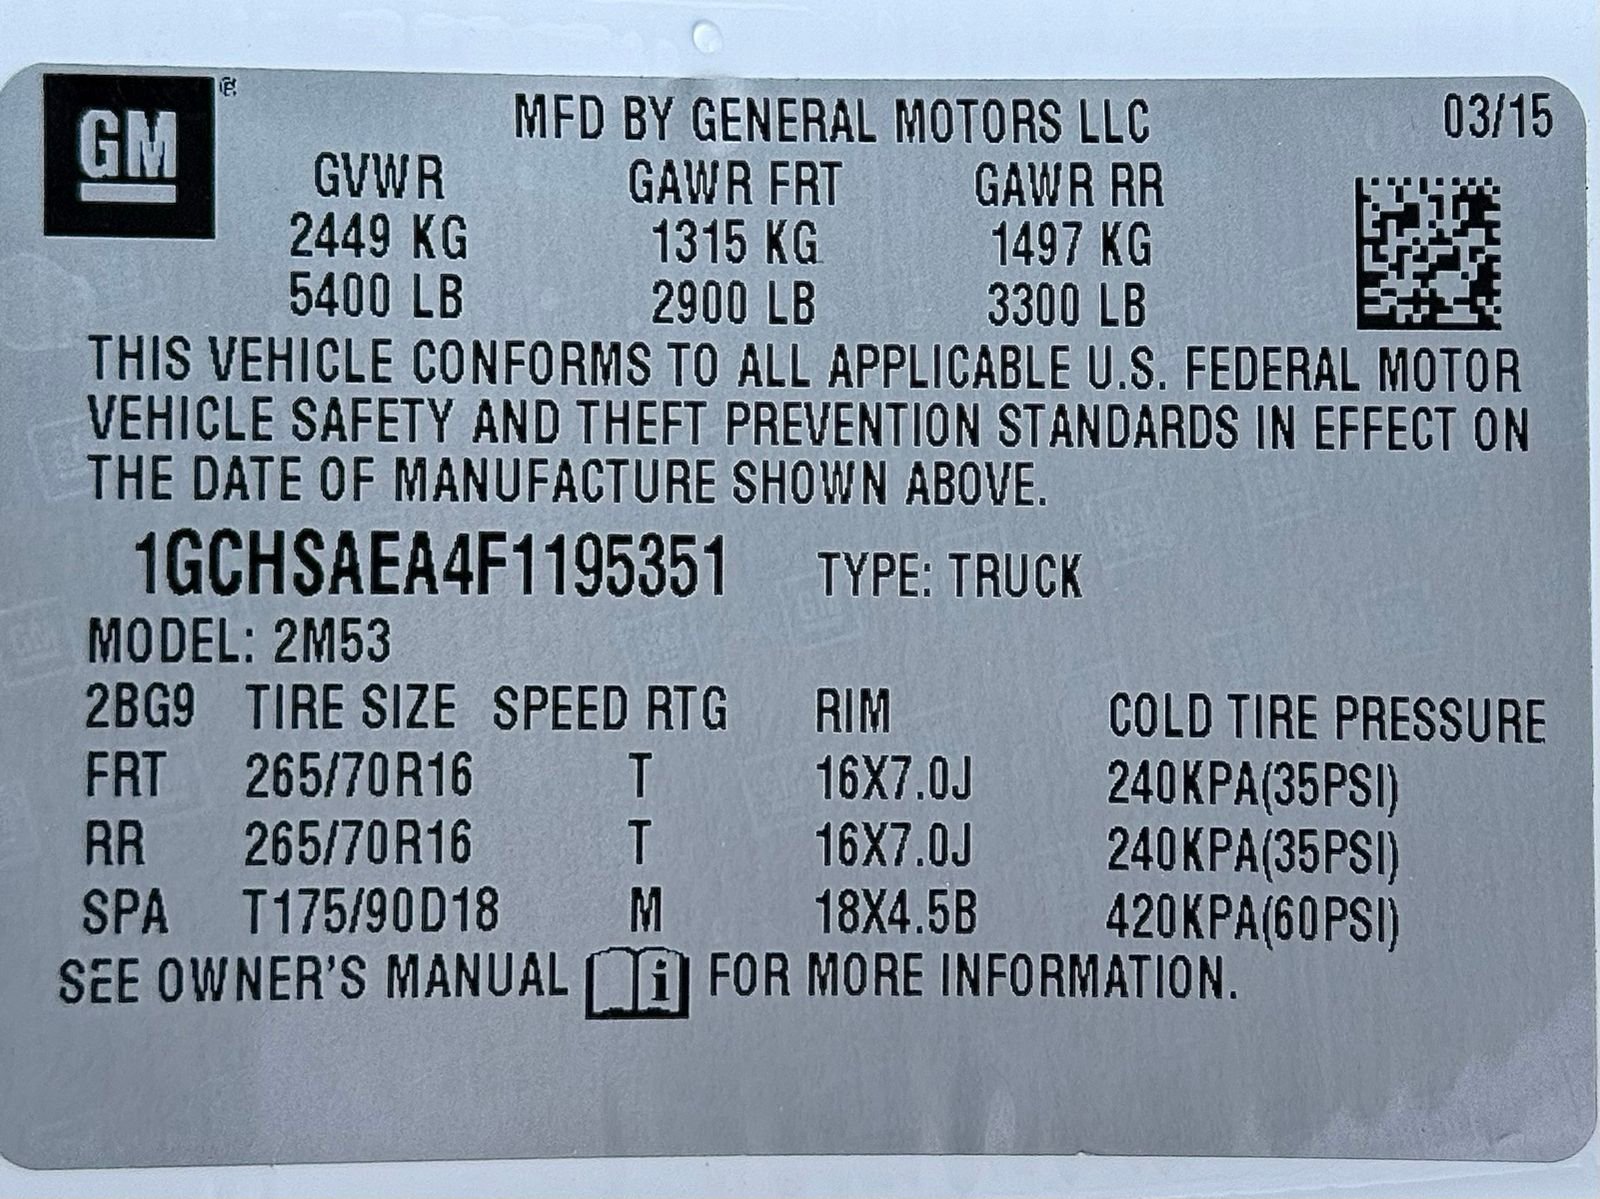 GM ®
MFD BY GENERAL MOTORS LLC 03/15
GVWR GAWR FRT GAWR RR
2449 KG 1315 KG 1497 KG
5400 LB 2900 LB 3300 LB
THIS VEHICLE CONFORMS TO ALL APPLICABLE U.S. FEDERAL MOTOR
VEHICLE SAFETY AND THEFT PREVENTION STANDARDS IN EFFECT ON
THE DATE OF MANUFACTURE SHOWN ABOVE.
1GCHSAEA4F1195351 TYPE: TRUCK
MODEL: 2M53
2BG9 TIRE SIZE SPEED RTG RIM COLD TIRE PRESSURE
FRT 265/70R16 T 16X7.0J 240KPA(35PSI)
RR 265/70R16 T 16X7.0J 240KPA(35PSI)
SPA T175/90D18 M 18X4.5B 420KPA(60PSI)
SEE OWNER'S MANUAL i FOR MORE INFORMATION.